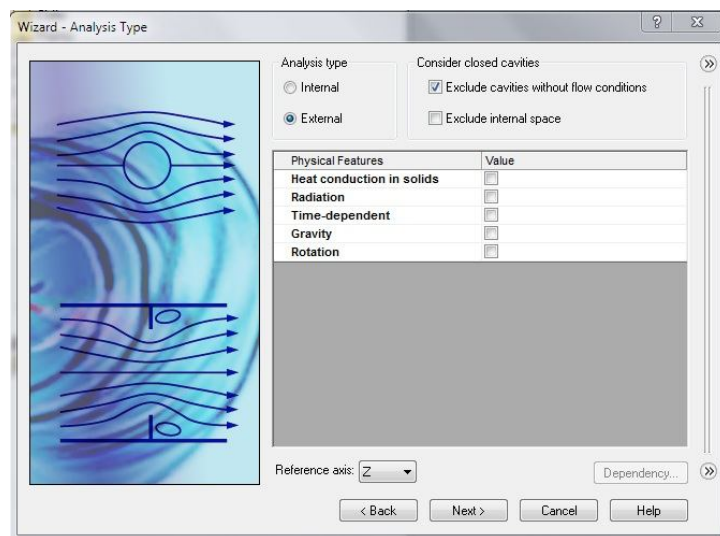 Wizard - Analysis Type
Analysis type
Internal
External
Consider closed cavities
Exclude cavities without flow conditions
Exclude internal space
Physical Features Value
Heat conduction in solids
Radiation
Time-dependent
Gravity
Rotation
Reference axis: Z
Dependency...
< Back Next > Cancel Help